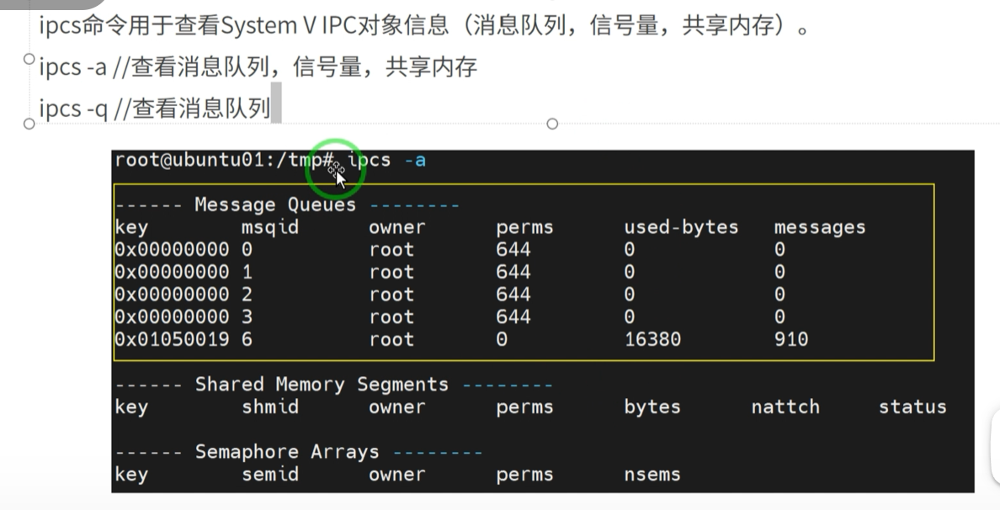 ipcs命令用于查看System V IPC对象信息（消息队列，信号量，共享内存）。
ipcs -a //查看消息队列，信号量，共享内存
ipcs -q //查看消息队列
root@ubuntu01:/tmp# ipcs -a
------ Message Queues --------
key msqid owner perms used-bytes messages
0x00000000 0 root 644 0 0
0x00000000 1 root 644 0 0
0x00000000 2 root 644 0 0
0x00000000 3 root 644 0 0
0x01050019 6 root 0 16380 910
------ Shared Memory Segments --------
key shmid owner perms bytes nattch status
------ Semaphore Arrays --------
key semid owner perms nsems